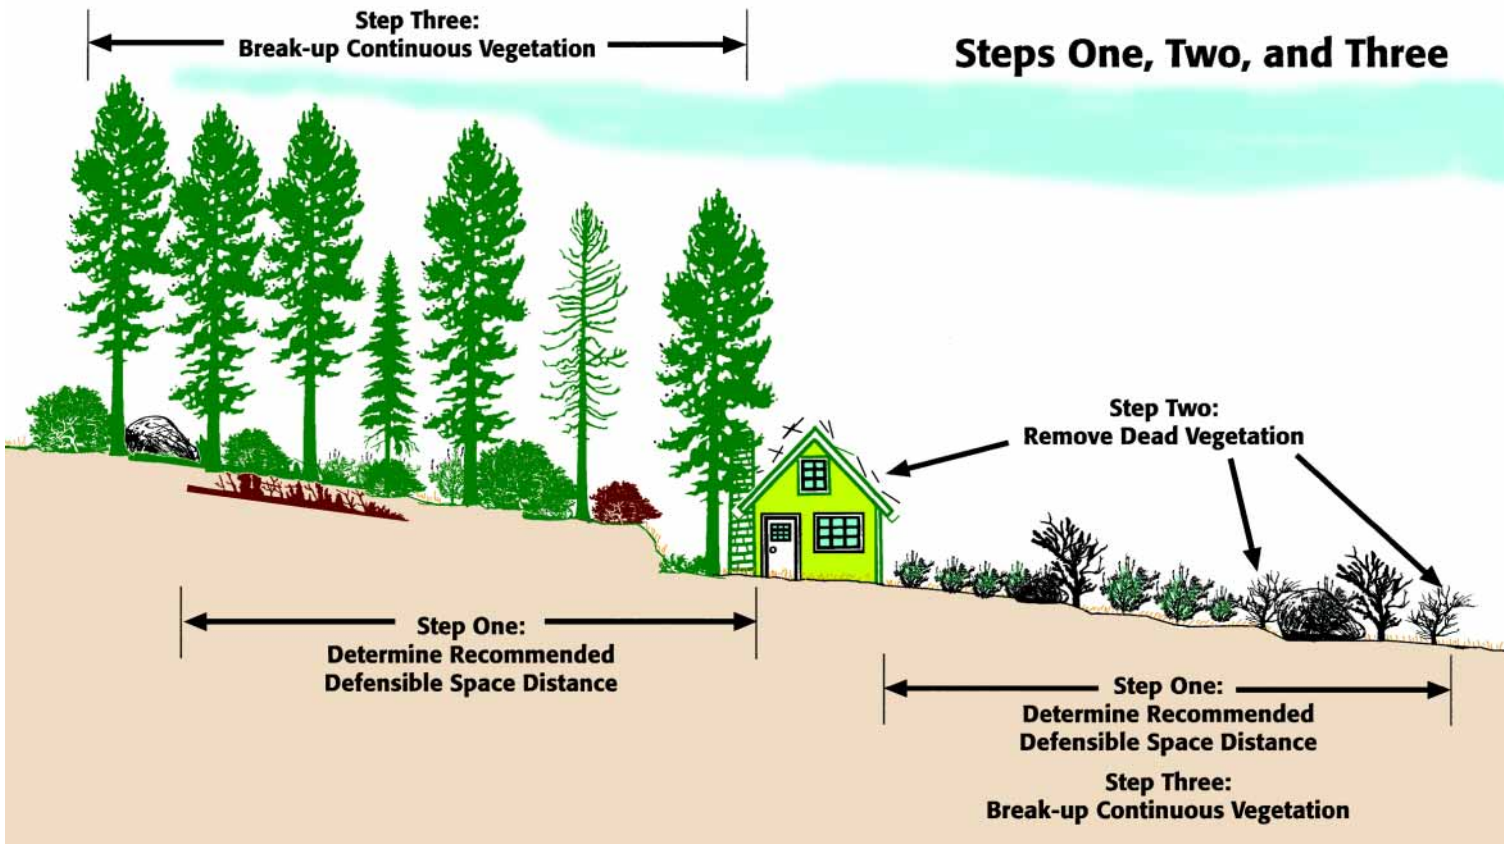 Step Three:
Break-up Continuous Vegetation
Steps One, Two, and Three
Step Two:
Remove Dead Vegetation
Step One:
Determine Recommended
Defensible Space Distance
Step One:
Determine Recommended
Defensible Space Distance
Step Three:
Break-up Continuous Vegetation